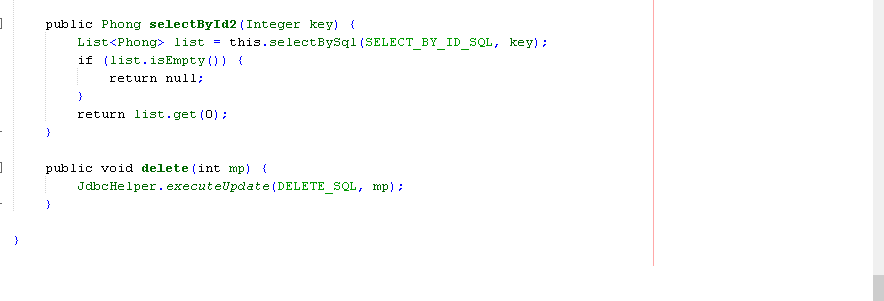 public Phong selectById2(Integer key) {
List<Phong> list = this.selectBySql(SELECT_BY_ID_SQL, key);
if (list.isEmpty()) {
return null;
}
return list.get(0);
}
public void delete(int mp) {
JdbcHelper.executeUpdate(DELETE_SQL, mp);
}
}